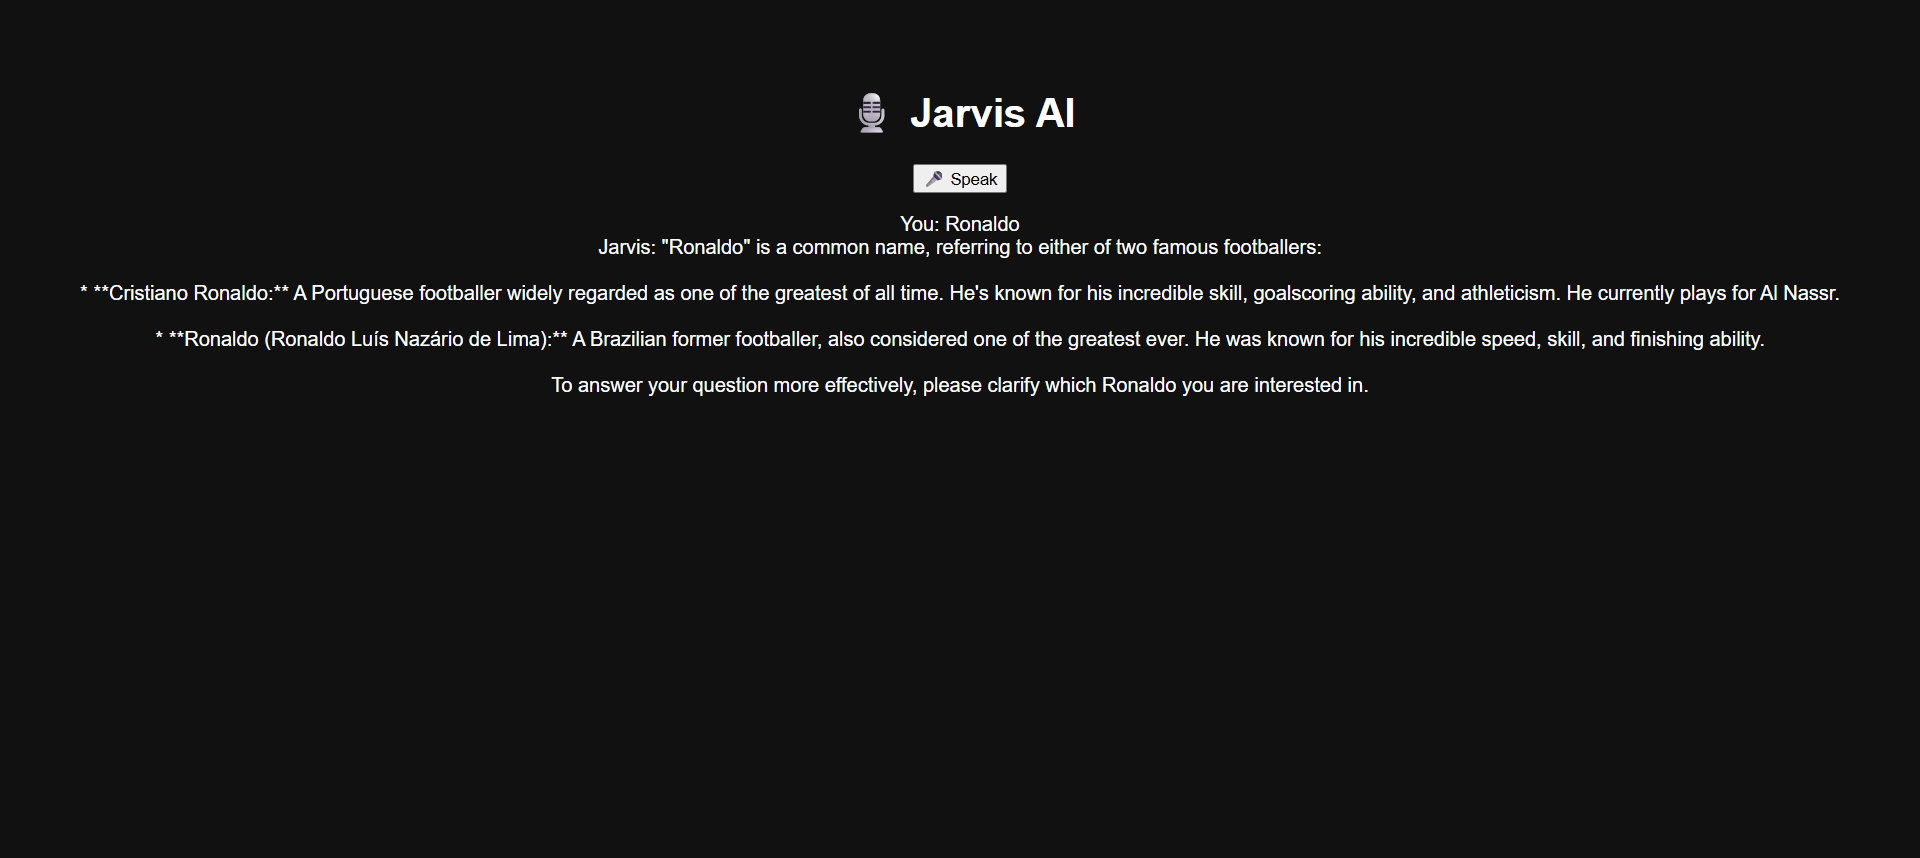 Jarvis AI
Speak
You: Ronaldo
Jarvis: "Ronaldo" is a common name, referring to either of two famous footballers:
* **Cristiano Ronaldo:** A Portuguese footballer widely regarded as one of the greatest of all time. He's known for his incredible skill, goalscoring ability, and athleticism. He currently plays for Al Nassr.
* **Ronaldo (Ronaldo Luís Nazário de Lima):** A Brazilian former footballer, also considered one of the greatest ever. He was known for his incredible speed, skill, and finishing ability.
To answer your question more effectively, please clarify which Ronaldo you are interested in.